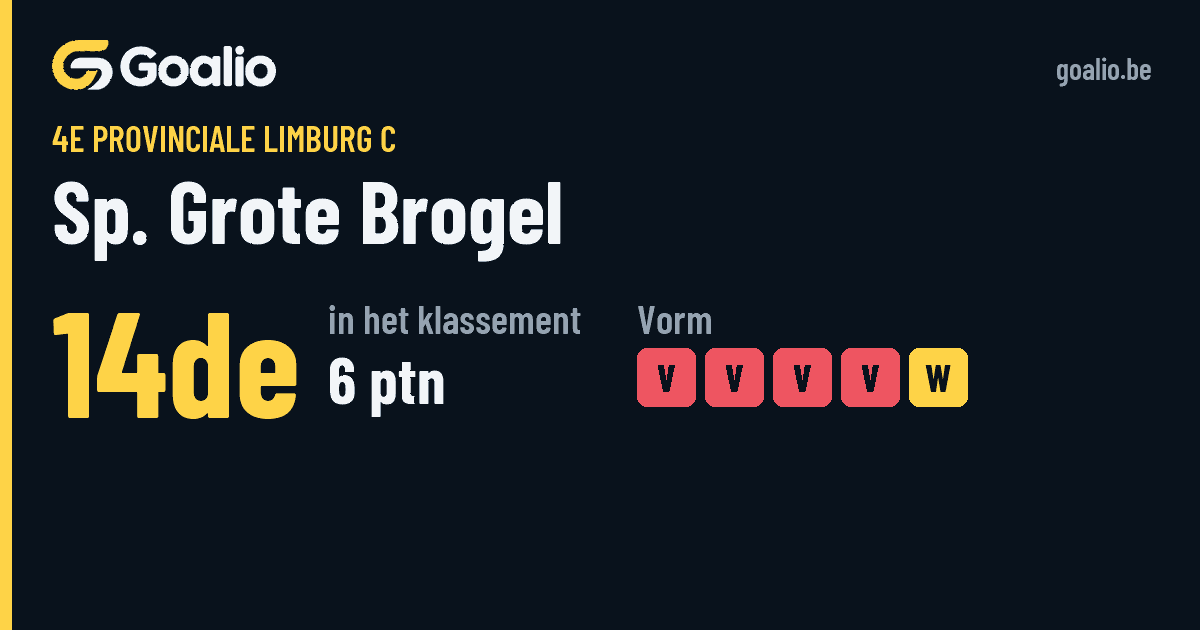 Goalio
goalio.be
4E PROVINCIALE LIMBURG C
Sp. Grote Brogel
14de
in het klassement
6 ptn
Vorm
V V V V W